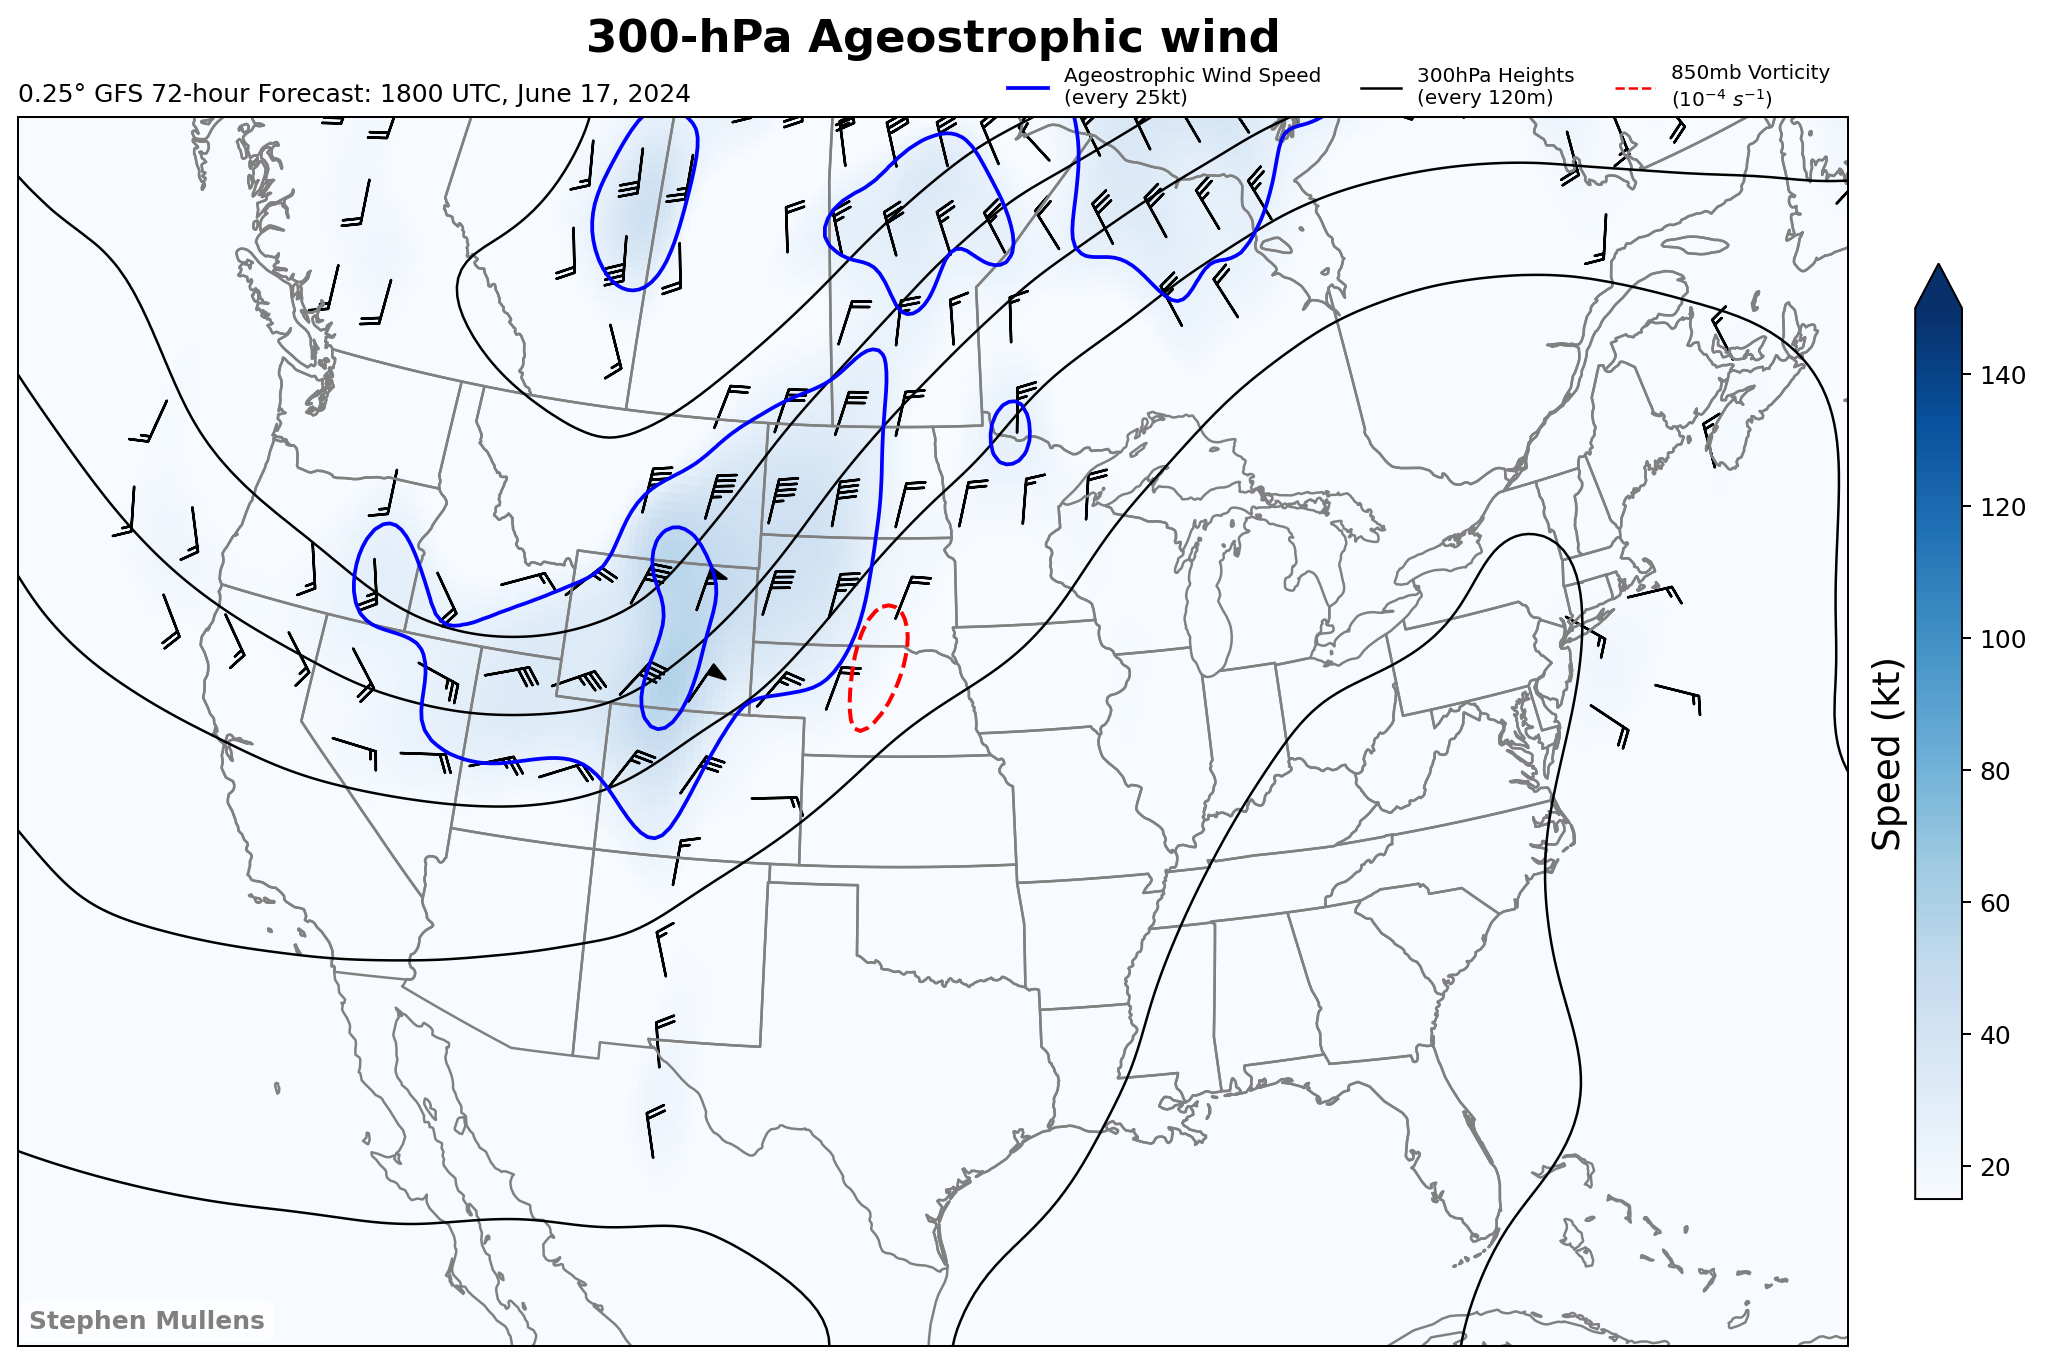 300-hPa Ageostrophic wind
0.25° GFS 72-hour Forecast: 1800 UTC, June 17, 2024
Ageostrophic Wind Speed
(every 25kt)
300hPa Heights
(every 120m)
850mb Vorticity
(10⁻⁴ s⁻¹)
140
120
100
80
60
40
20
Speed (kt)
Stephen Mullens